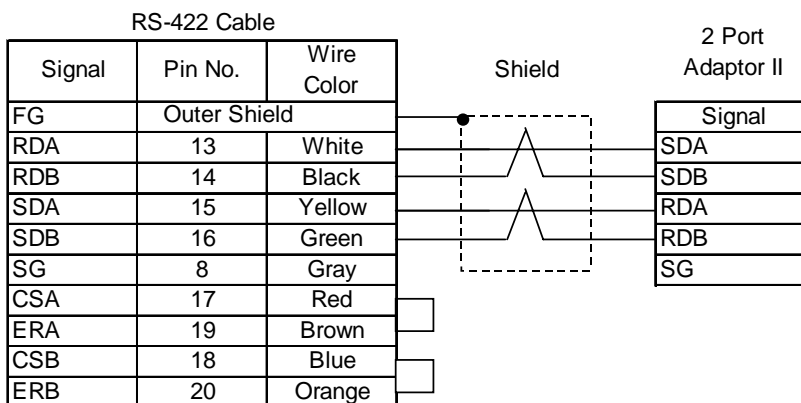 RS-422 Cable
Signal Pin No. Wire Color
FG Outer Shield
RDA 13 White
RDB 14 Black
SDA 15 Yellow
SDB 16 Green
SG 8 Gray
CSA 17 Red
ERA 19 Brown
CSB 18 Blue
ERB 20 Orange
Shield
2 Port
Adaptor II
Signal
SDA
SDB
RDA
RDB
SG